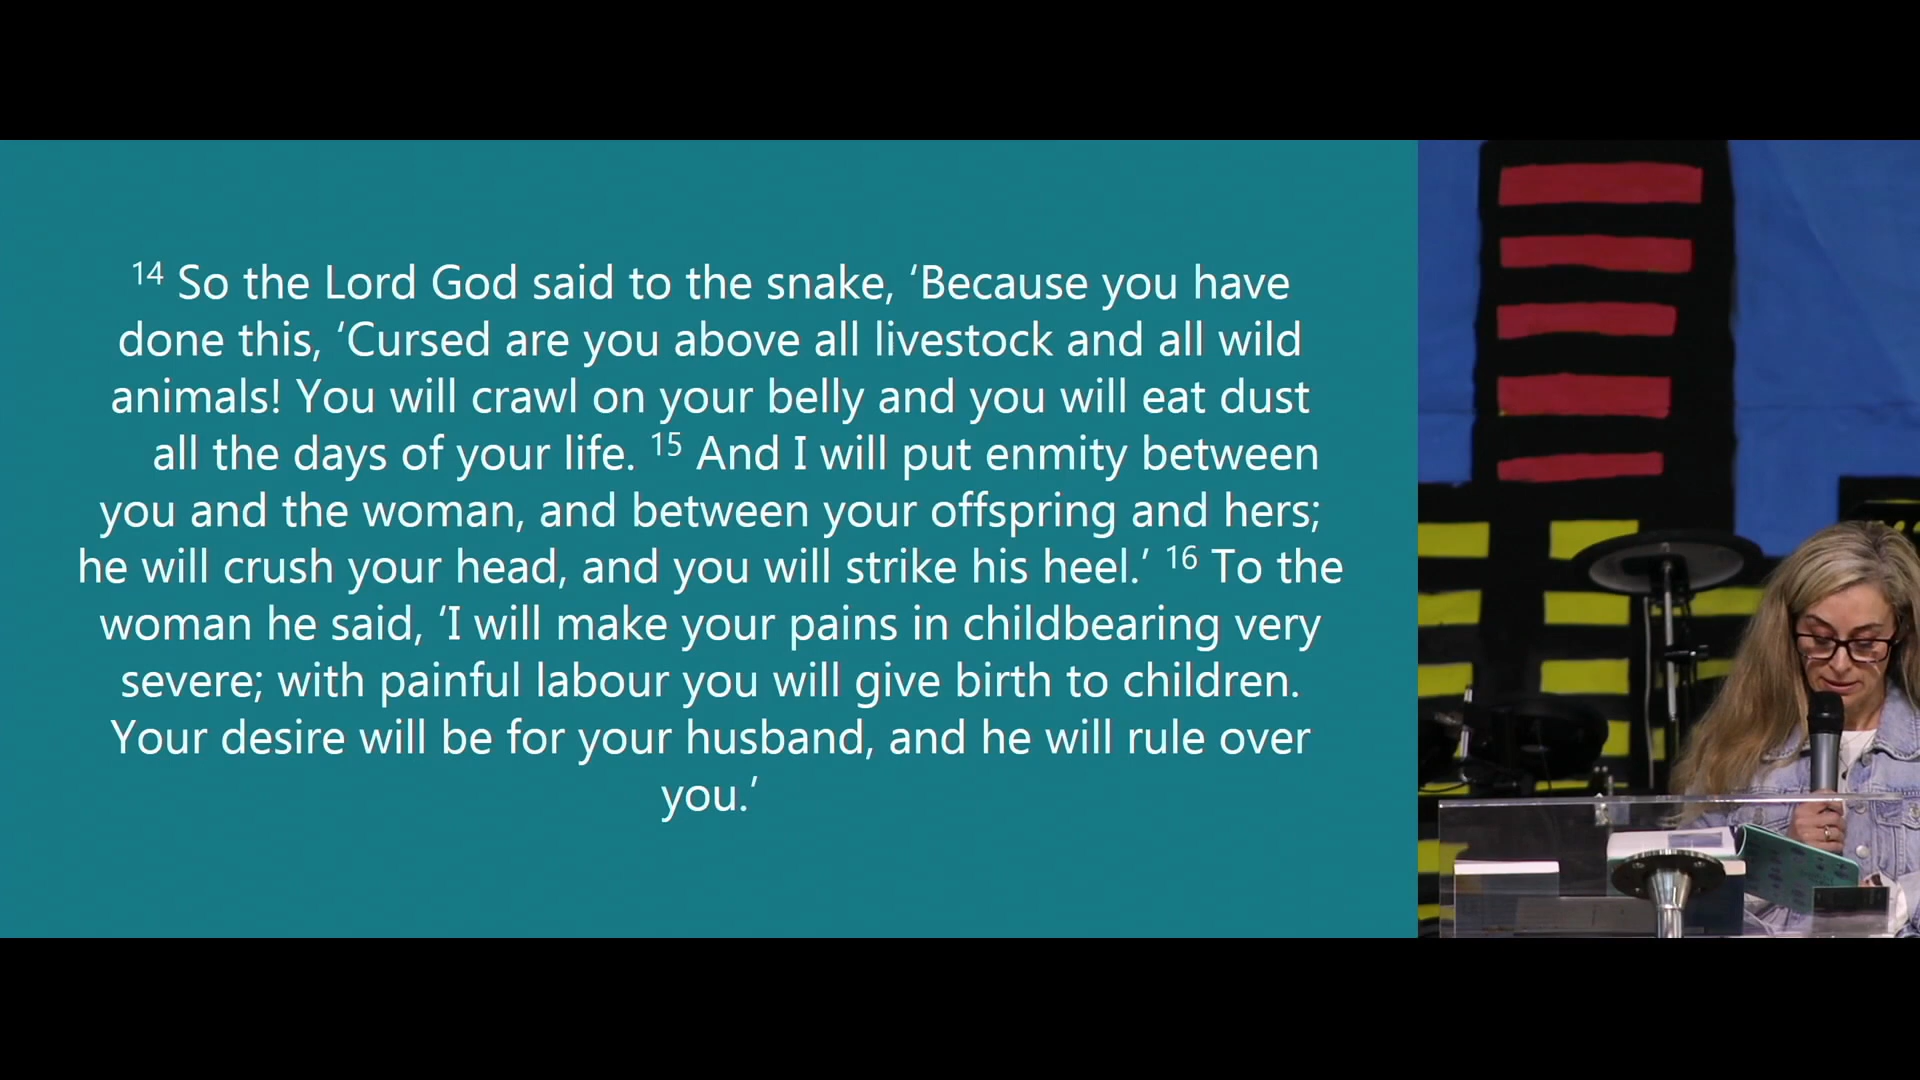 14 So the Lord God said to the snake, ‘Because you have
done this, ‘Cursed are you above all livestock and all wild
animals! You will crawl on your belly and you will eat dust
all the days of your life. 15 And I will put enmity between
you and the woman, and between your offspring and hers;
he will crush your head, and you will strike his heel.’ 16 To the
woman he said, ‘I will make your pains in childbearing very
severe; with painful labour you will give birth to children.
Your desire will be for your husband, and he will rule over
you.’